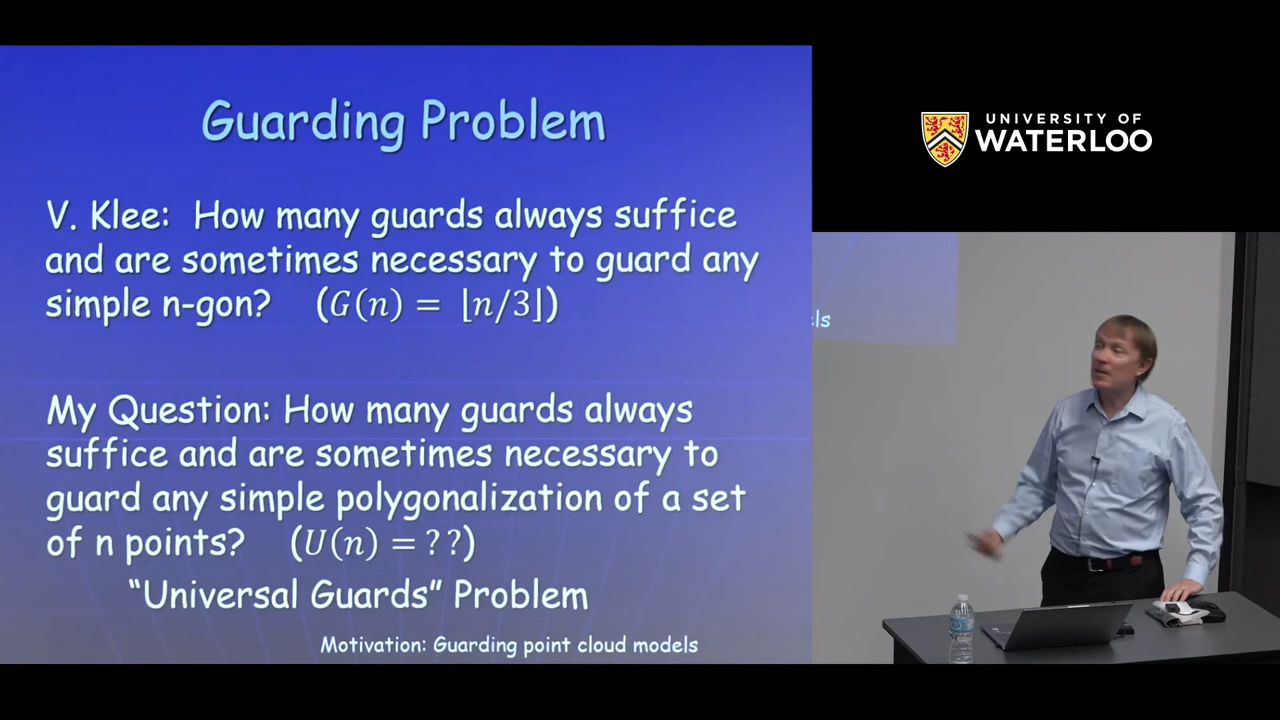 Guarding Problem
V. Klee: How many guards always suffice
and are sometimes necessary to guard any
simple n-gon? (G(n) = ⌊n/3⌋)
My Question: How many guards always
suffice and are sometimes necessary to
guard any simple polygonalization of a set
of n points? (U(n) = ??)
“Universal Guards” Problem
Motivation: Guarding point cloud models
UNIVERSITY OF
WATERLOO
els